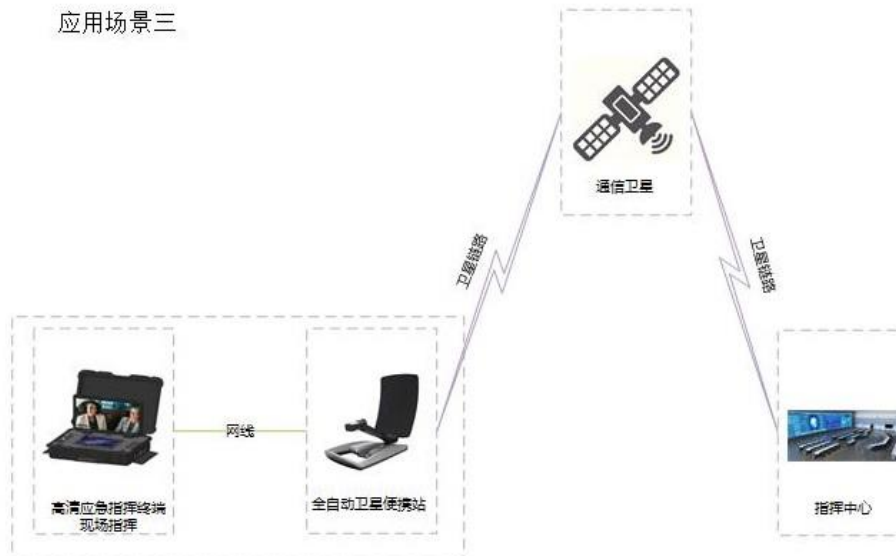 应用场景三
通信卫星
卫星链路
卫星链路
网线
高清应急指挥终端
现场指挥
全自动卫星便携站
指挥中心